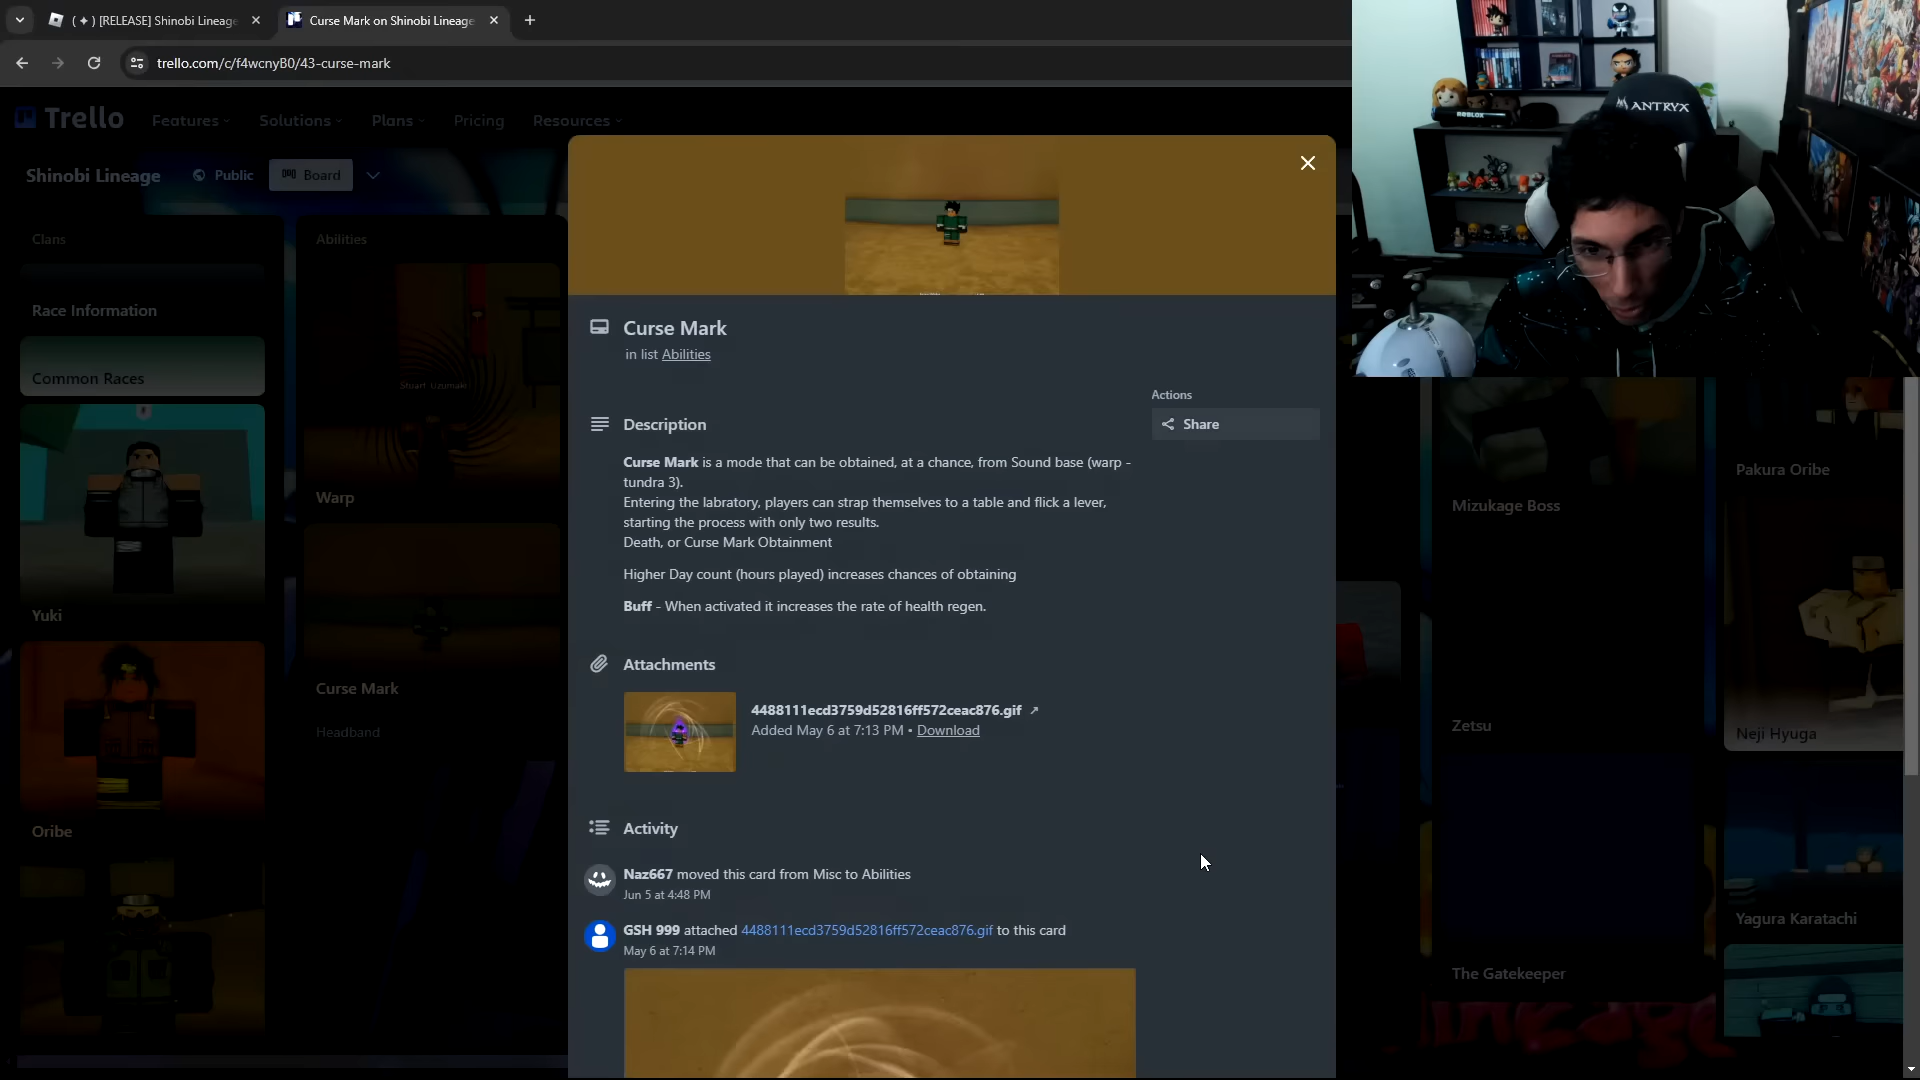 ( ✦ ) [RELEASE] Shinobi Lineage
Curse Mark on Shinobi Lineage
trello.com/c/f4wcnyB0/43-curse-mark
Trello
Features
Solutions
Plans
Pricing
Resources
Shinobi Lineage
Public
Board
Clans
Abilities
Race Information
Common Races
Yuki
Oribe
Stuart Uzumaki
Warp
Curse Mark
Headband
Curse Mark
in list Abilities
Actions
Share
Description
Curse Mark is a mode that can be obtained, at a chance, from Sound base (warp -
tundra 3).
Entering the labratory, players can strap themselves to a table and flick a lever,
starting the process with only two results.
Death, or Curse Mark Obtainment
Higher Day count (hours played) increases chances of obtaining
Buff - When activated it increases the rate of health regen.
Attachments
4488111ecd3759d52816ff572ceac876.gif
Added May 6 at 7:13 PM • Download
Activity
Naz667 moved this card from Misc to Abilities
Jun 5 at 4:48 PM
GSH 999 attached 4488111ecd3759d52816ff572ceac876.gif to this card
May 6 at 7:14 PM
Mizukage Boss
Zetsu
The Gatekeeper
Pakura Oribe
Neji Hyuga
Yagura Karatachi
ANTRYX
ROBLOX